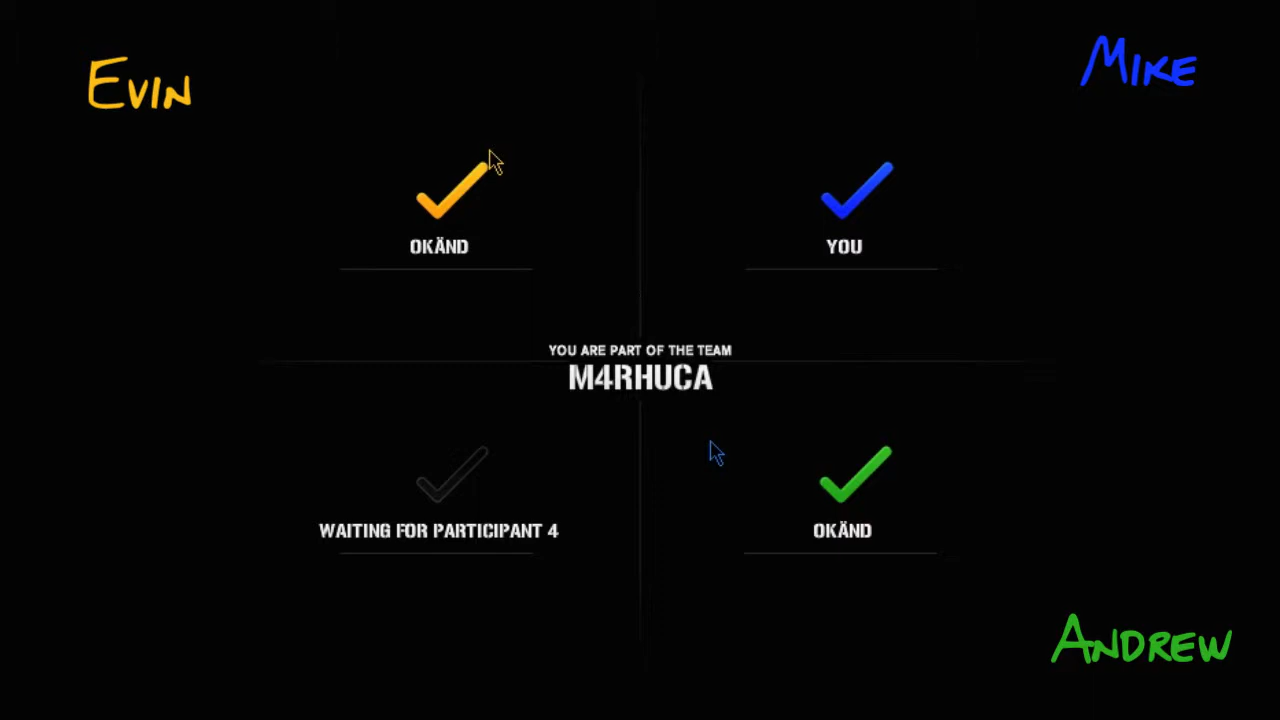 EVIN
MIKE
OKÄND
YOU
YOU ARE PART OF THE TEAM
M4RHUCA
WAITING FOR PARTICIPANT 4
OKÄND
ANDREW